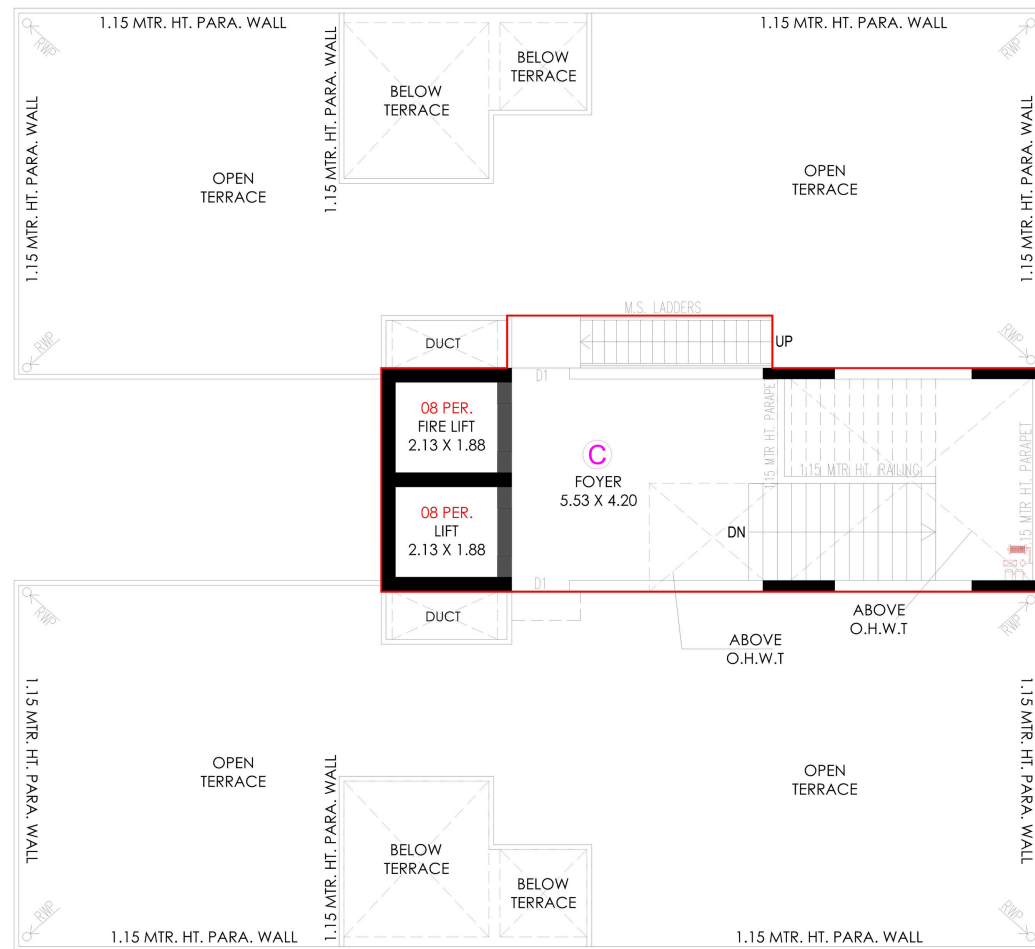 1.15 MTR. HT. PARA. WALL
1.15 MTR. HT. PARA. WALL
RWP
RWP
1.15 MTR. HT. PARA. WALL
1.15 MTR. HT. PARA. WALL
1.15 MTR. HT. PARA. WALL
BELOW
TERRACE
BELOW
TERRACE
OPEN
TERRACE
OPEN
TERRACE
M.S. LADDERS
RWP
DUCT
UP
RWP
D1
08 PER.
FIRE LIFT
2.13 X 1.88
C
FOYER
5.53 X 4.20
1.15 MTR HT. PARAPET
1.15 MTR HT. RAILING
1.15 MTR HT. PARAPET
08 PER.
LIFT
2.13 X 1.88
DN
D1
RWP
DUCT
ABOVE
O.H.W.T
ABOVE
O.H.W.T
RWP
1.15 MTR. HT. PARA. WALL
1.15 MTR. HT. PARA. WALL
1.15 MTR. HT. PARA. WALL
OPEN
TERRACE
OPEN
TERRACE
BELOW
TERRACE
BELOW
TERRACE
RWP
RWP
1.15 MTR. HT. PARA. WALL
1.15 MTR. HT. PARA. WALL